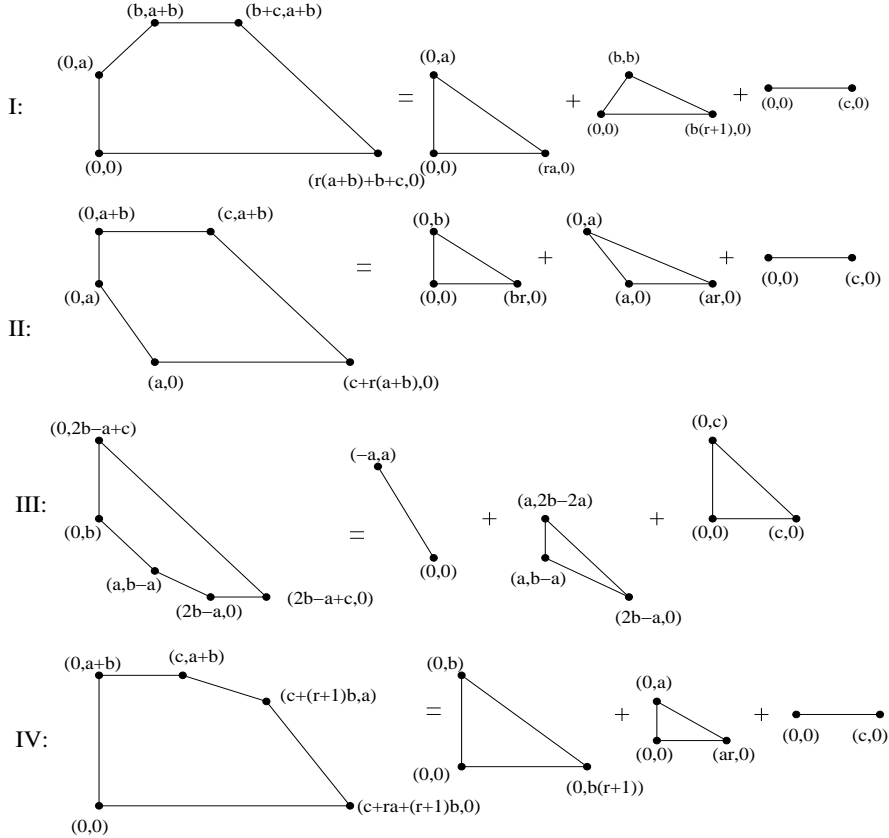 (b,a+b) (b+c,a+b)
(0,a) (0,a) (b,b)
I: = + +
(0,0) (c,0)
(0,0) (b(r+1),0)
(0,0) (r(a+b)+b+c,0) (0,0) (ra,0)
(0,a+b) (c,a+b) (0,b) (0,a)
= + +
(0,a) (0,0) (br,0) (a,0) (ar,0) (0,0) (c,0)
II:
(a,0) (c+r(a+b),0)
(0,2b−a+c) (0,c)
(−a,a)
III: (a,2b−2a)
= + +
(0,b) (0,0) (c,0)
(0,0)
(a,b−a) (a,b−a)
(2b−a,0) (2b−a+c,0) (2b−a,0)
(0,a+b) (c,a+b) (0,b)
(0,a)
(c+(r+1)b,a)
IV: = + +
(0,0) (ar,0) (0,0) (c,0)
(0,0) (0,b(r+1))
(c+ra+(r+1)b,0)
(0,0)